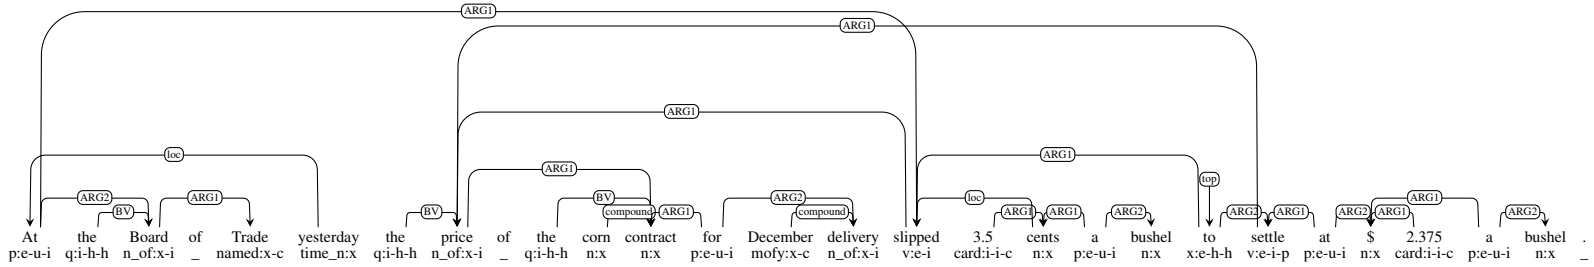 ARG1
ARG1
ARG1
loc ARG1
ARG1 top
ARG2 ARG1 BV ARG2 loc ARG1
BV BV compound ARG1 compound ARG1 ARG1 ARG2 ARG2 ARG1 ARG2 ARG1 ARG2
At the Board of Trade yesterday the price of the corn contract for December delivery slipped 3.5 cents a bushel to settle at $ 2.375 a bushel .
p:e-u-i q:i-h-h n_of:x-i _ named:x-c time_n:x q:i-h-h n_of:x-i _ q:i-h-h n:x n:x p:e-u-i mofy:x-c n_of:x-i v:e-i card:i-i-c n:x p:e-u-i n:x x:e-h-h v:e-i-p p:e-u-i n:x card:i-i-c p:e-u-i n:x _